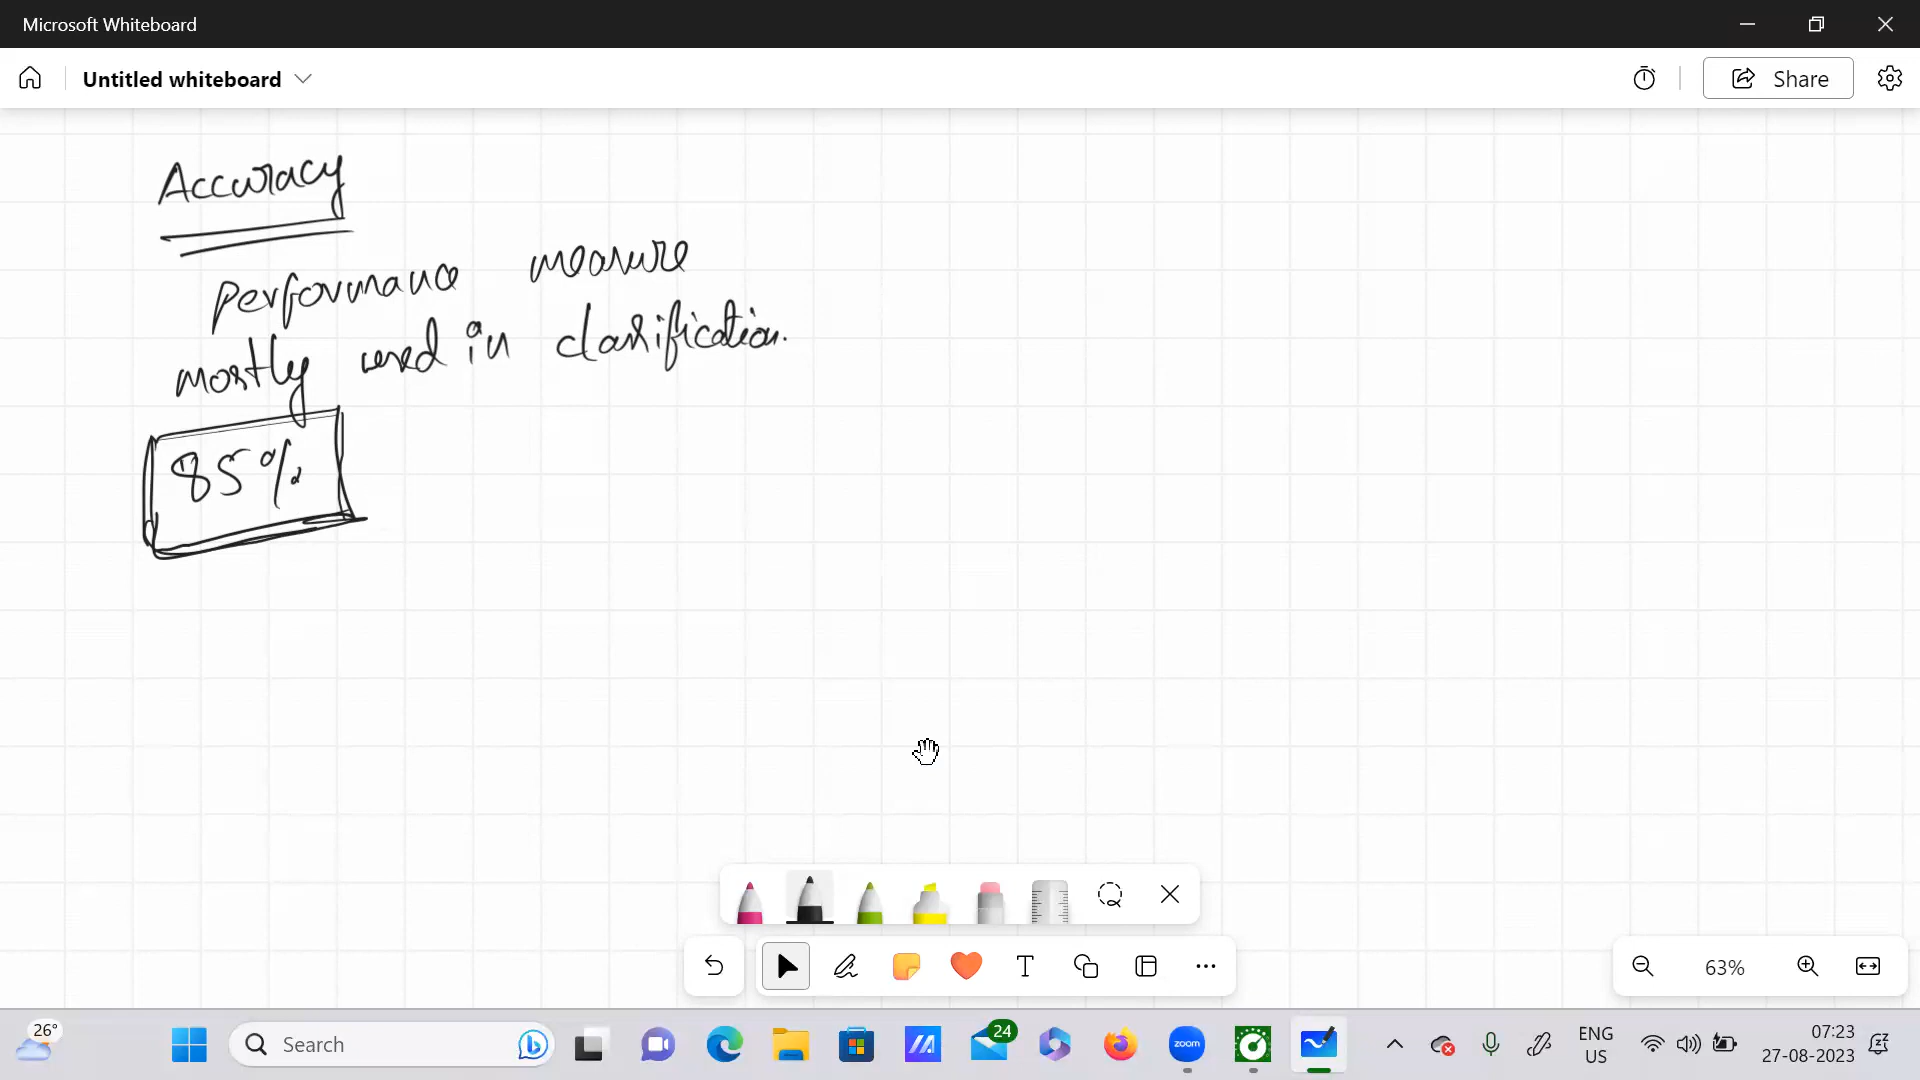 Microsoft Whiteboard
Untitled whiteboard
Share
Accuracy
performance measure
mostly used in classification.
85%
63%
26°
Search
24
zoom
ENG
US
07:23
27-08-2023